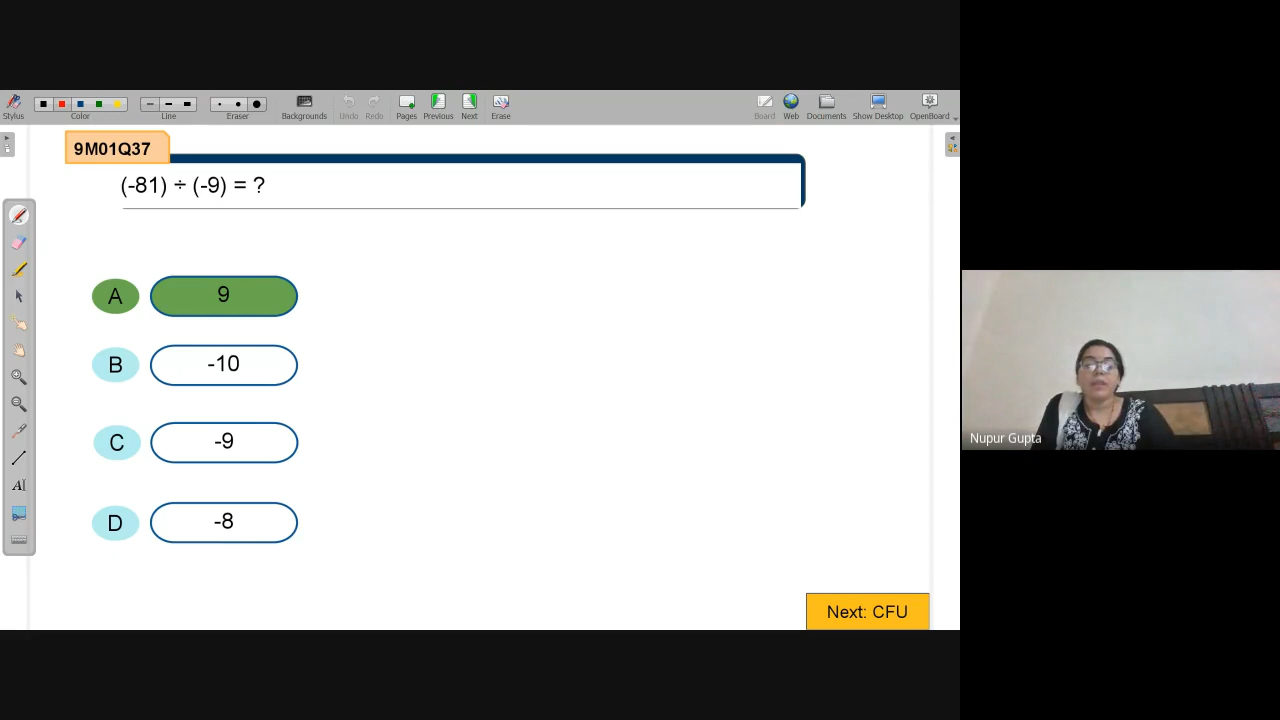 Stylus
Color
Line
Eraser
Backgrounds
Undo
Redo
Pages
Previous
Next
Erase
Board
Web
Documents
Show Desktop
OpenBoard
9M01Q37
(-81) ÷ (-9) = ?
A 9
B -10
C -9
D -8
AI
Next: CFU
Nupur Gupta